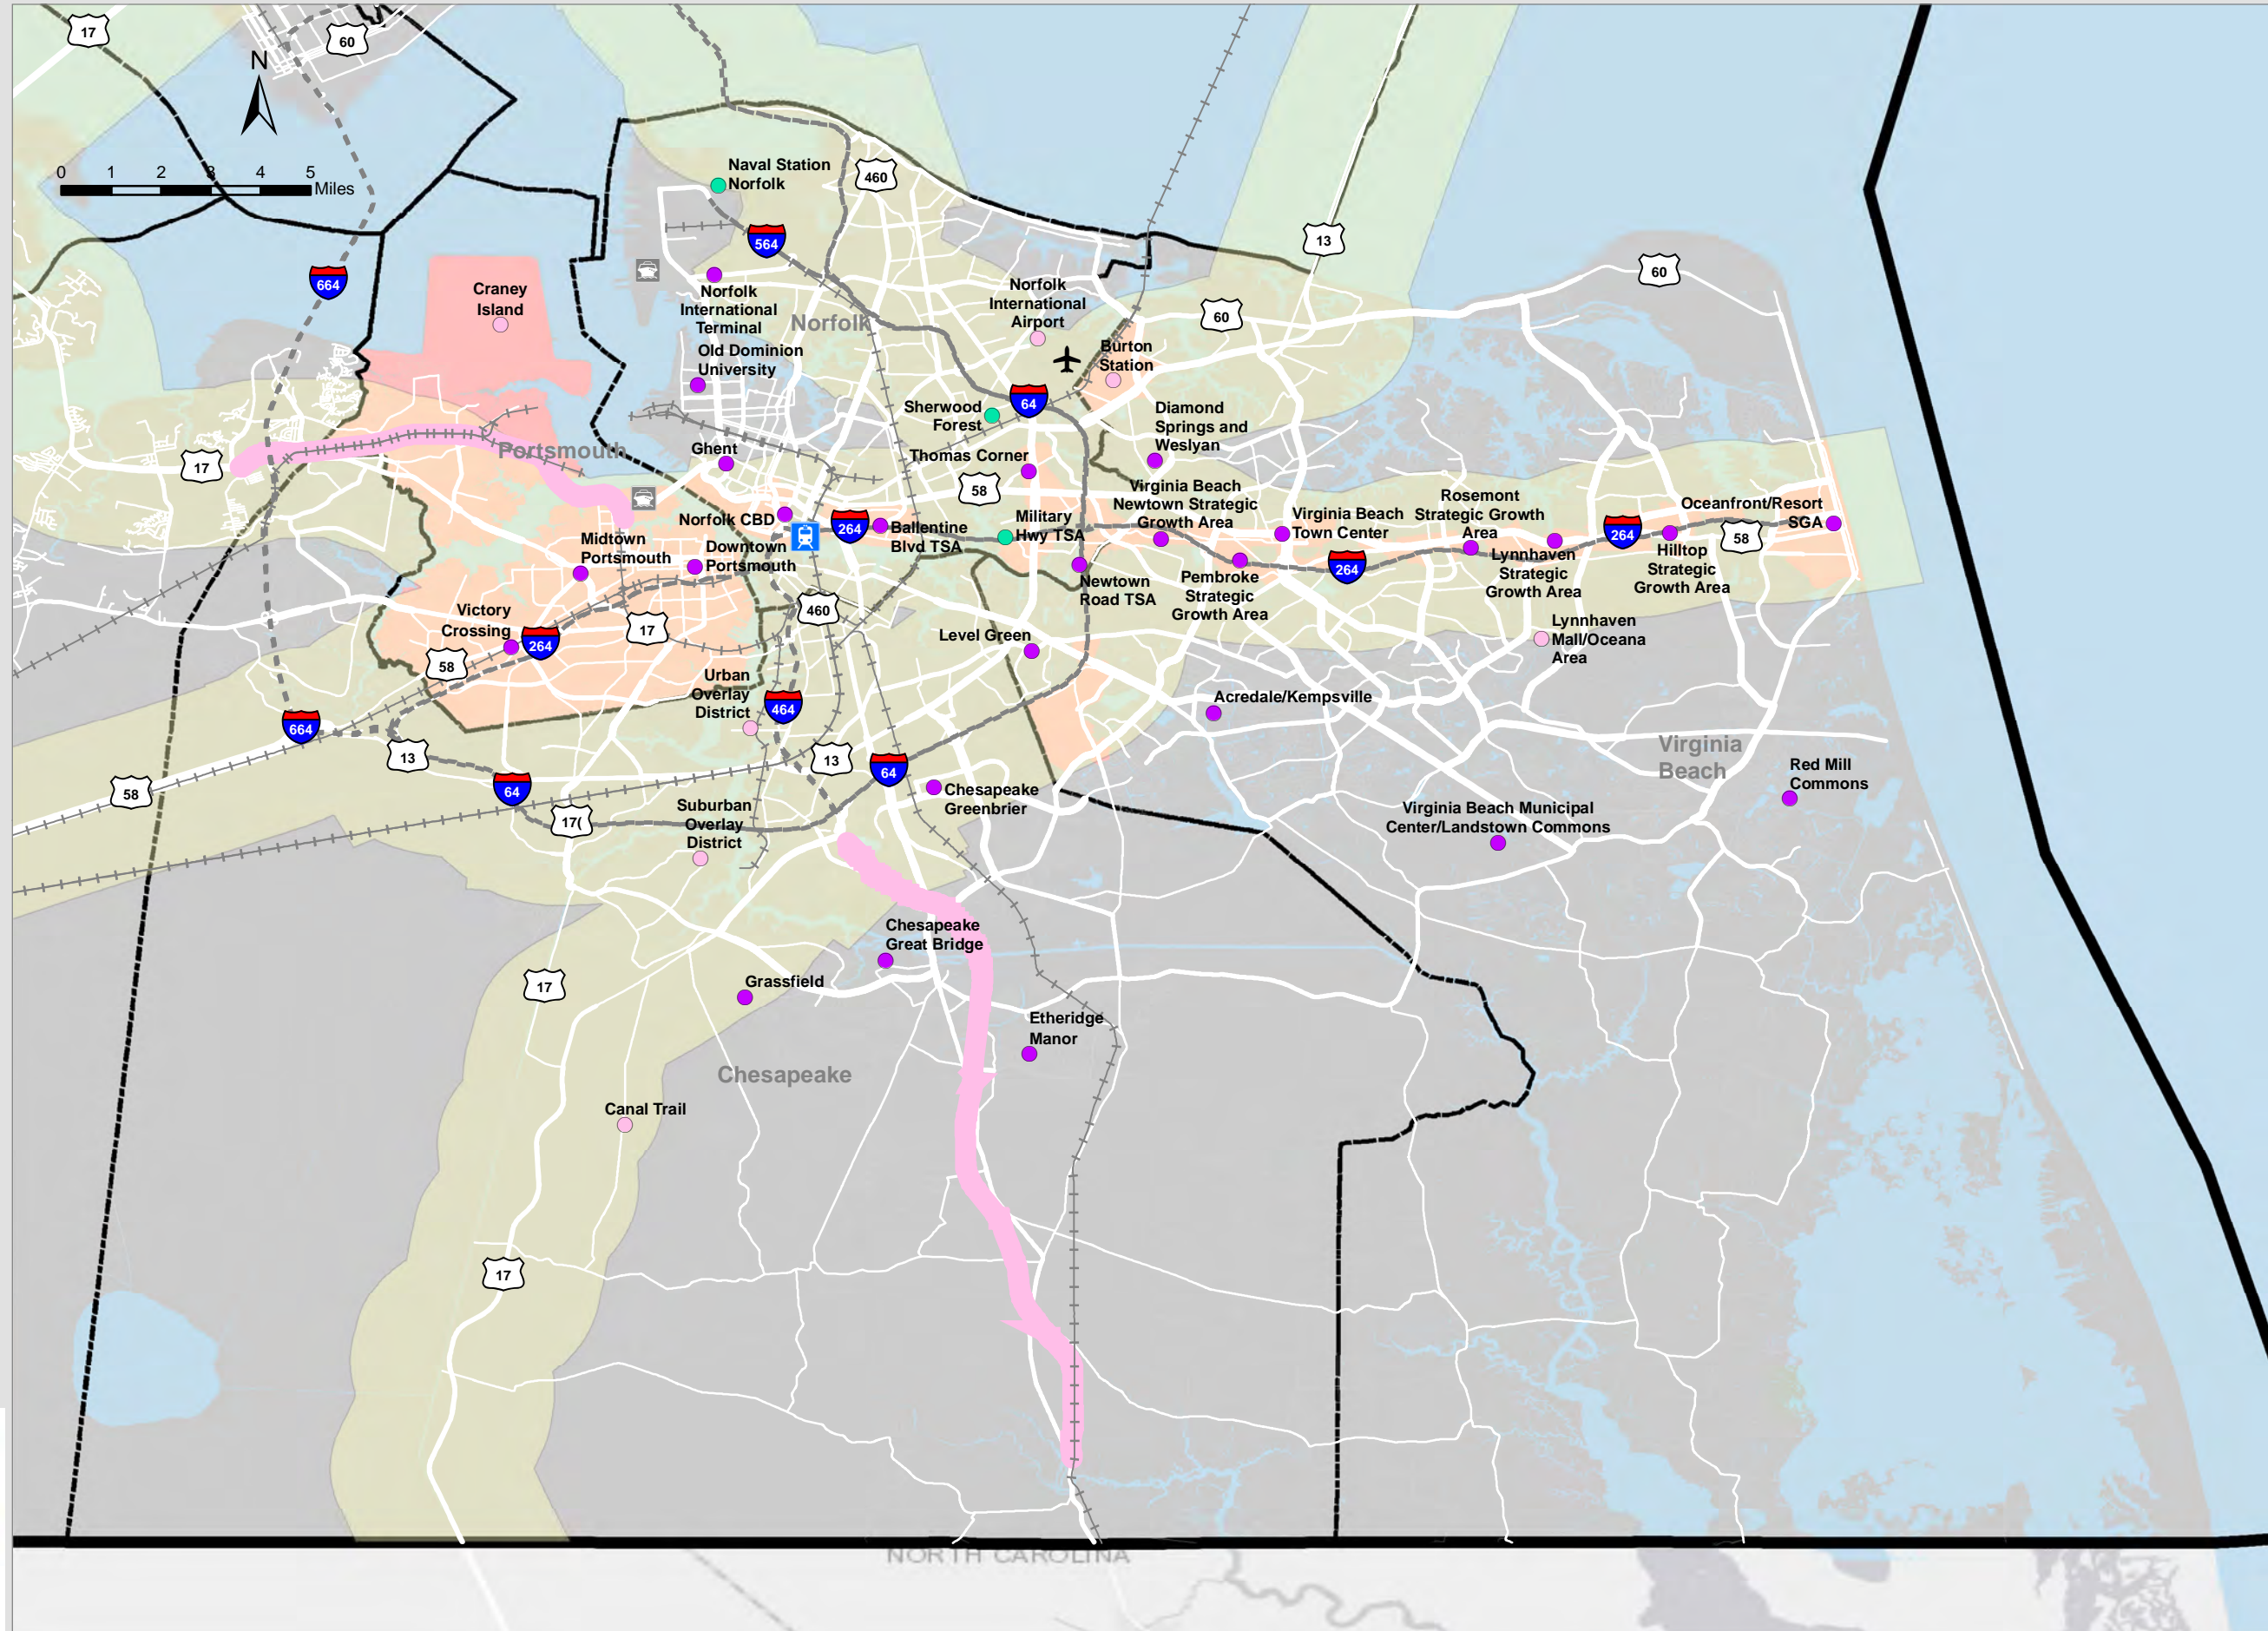 17
60
N
0 1 2 3 4 5
Miles
Naval Station
Norfolk
460
564
13
60
664
Craney
Island
Norfolk
International
Terminal
Norfolk
Norfolk
International
Airport
60
Burton
Station
Old Dominion
University
64
Sherwood
Forest
Diamond
Springs and
Weslyan
Portsmouth
17
Ghent
Thomas Corner
58
Virginia Beach
Newtown Strategic
Growth Area
Rosemont
Strategic Growth
Area
Oceanfront/Resort
SGA
Norfolk CBD
264
Ballentine
Blvd TSA
Military
Hwy TSA
Virginia Beach
Town Center
264
58
Midtown
Portsmouth
Downtown
Portsmouth
Newtown
Road TSA
Pembroke
Strategic
Growth Area
264
Lynnhaven
Strategic
Growth Area
Hilltop
Strategic
Growth Area
Victory
Crossing
264
17
460
58
Level Green
Lynnhaven
Mall/Oceana
Area
Urban
Overlay
District
464
Acredale/Kempsville
664
13
13
64
Virginia
Beach
Red Mill
Commons
58
64
17(
Suburban
Overlay
District
Chesapeake
Greenbrier
Virginia Beach Municipal
Center/Landstown Commons
Chesapeake
Great Bridge
17
Grassfield
Etheridge
Manor
Chesapeake
Canal Trail
17
NORTH CAROLINA